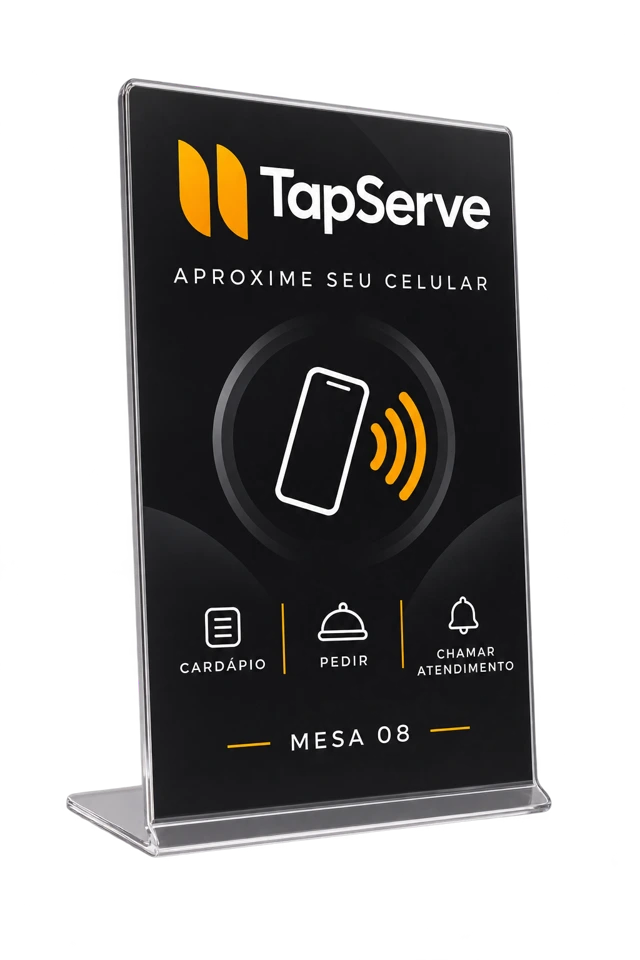 TapServe
APROXIME SEU CELULAR
CARDÁPIO
PEDIR
CHAMAR
ATENDIMENTO
MESA 08